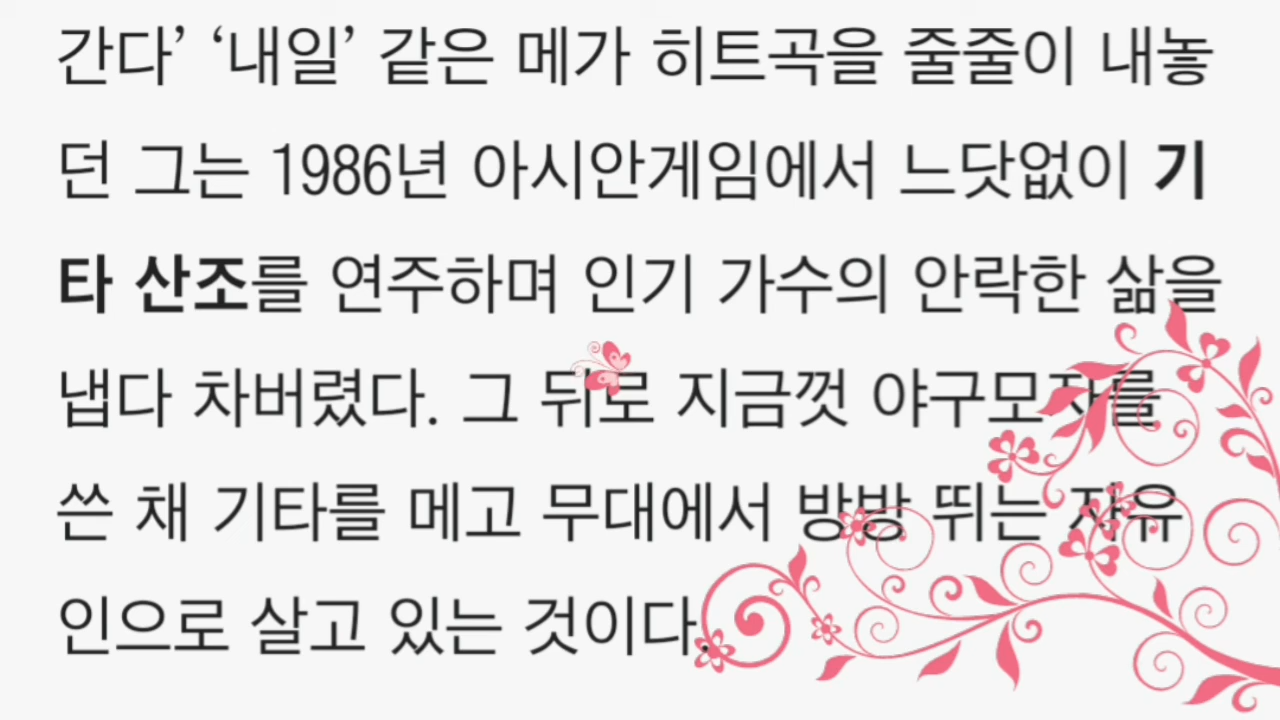 간다’ ‘내일’ 같은 메가 히트곡을 줄줄이 내놓
던 그는 1986년 아시안게임에서 느닷없이 기
타 산조를 연주하며 인기 가수의 안락한 삶을
냅다 차버렸다. 그 뒤로 지금껏 야구모자를
쓴 채 기타를 메고 무대에서 방방 뛰는 자유
인으로 살고 있는 것이다.